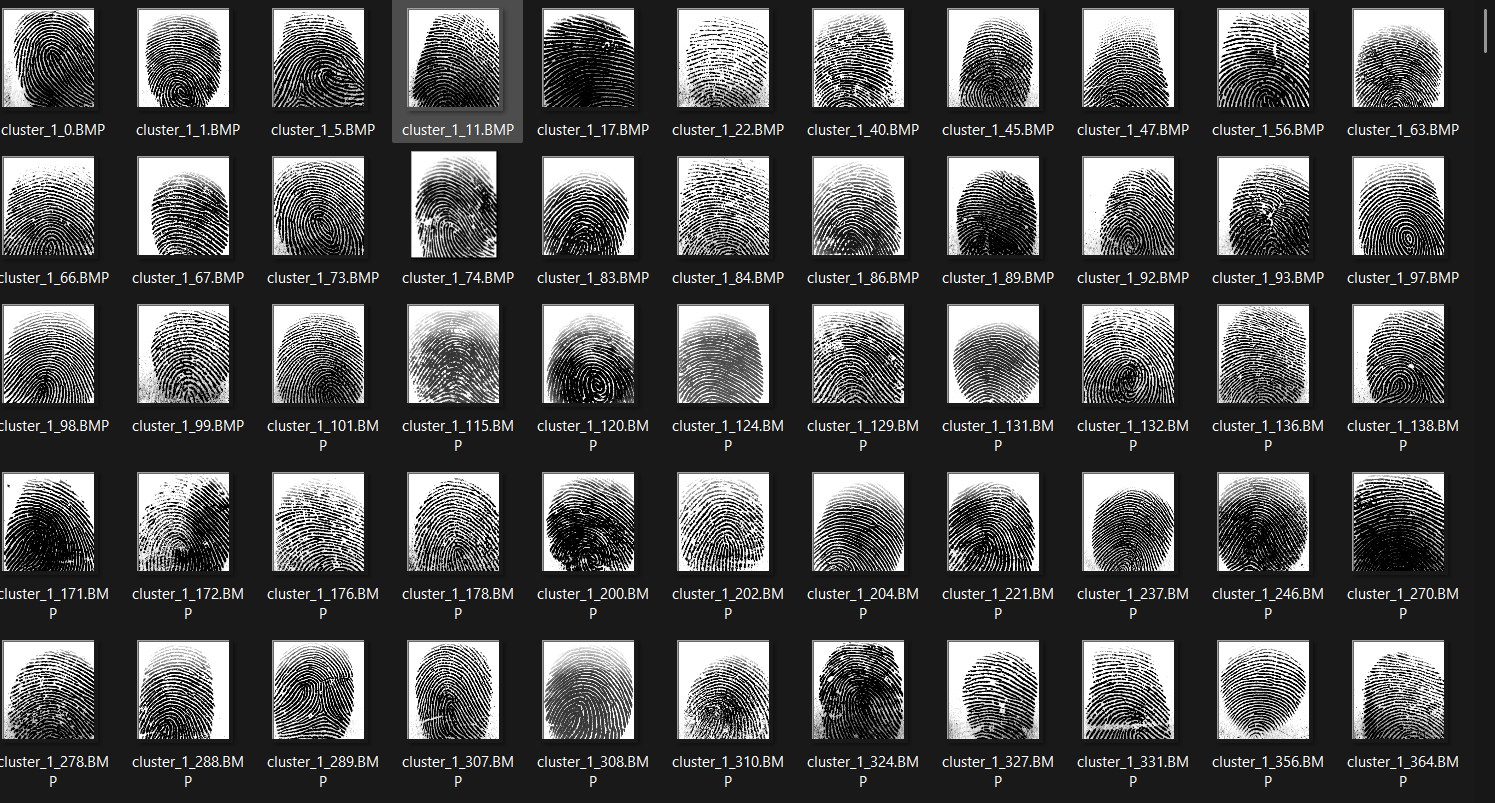 cluster_1_0.BMP cluster_1_1.BMP cluster_1_5.BMP cluster_1_11.BMP cluster_1_17.BMP cluster_1_22.BMP cluster_1_40.BMP cluster_1_45.BMP cluster_1_47.BMP cluster_1_56.BMP cluster_1_63.BMP
cluster_1_66.BMP cluster_1_67.BMP cluster_1_73.BMP cluster_1_74.BMP cluster_1_83.BMP cluster_1_84.BMP cluster_1_86.BMP cluster_1_89.BMP cluster_1_92.BMP cluster_1_93.BMP cluster_1_97.BMP
cluster_1_98.BMP cluster_1_99.BMP cluster_1_101.BM cluster_1_115.BM cluster_1_120.BM cluster_1_124.BM cluster_1_129.BM cluster_1_131.BM cluster_1_132.BM cluster_1_136.BM cluster_1_138.BM
P P P P P P P P P
cluster_1_171.BM cluster_1_172.BM cluster_1_176.BM cluster_1_178.BM cluster_1_200.BM cluster_1_202.BM cluster_1_204.BM cluster_1_221.BM cluster_1_237.BM cluster_1_246.BM cluster_1_270.BM
P P P P P P P P P P P
cluster_1_278.BM cluster_1_288.BM cluster_1_289.BM cluster_1_307.BM cluster_1_308.BM cluster_1_310.BM cluster_1_324.BM cluster_1_327.BM cluster_1_331.BM cluster_1_356.BM cluster_1_364.BM
P P P P P P P P P P P